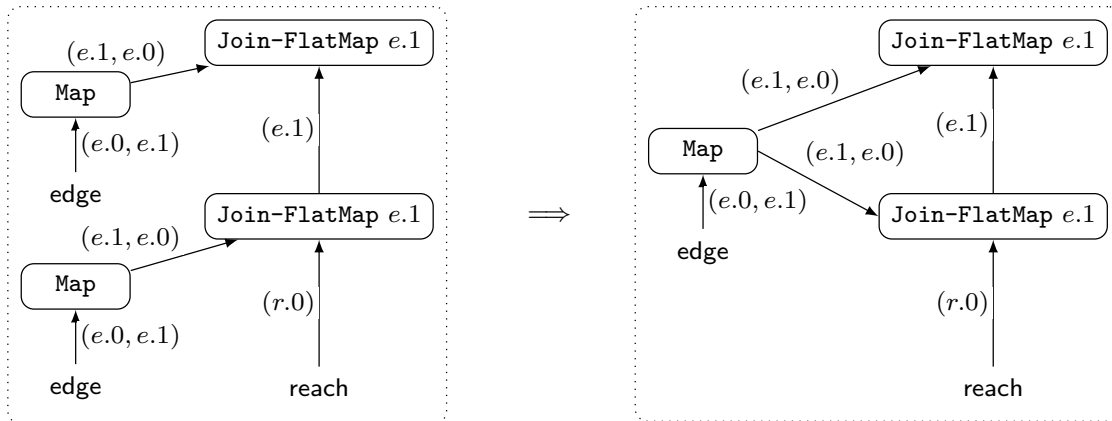 Join-FlatMap e.1
(e.1, e.0)
Map
(e.1)
(e.0, e.1)
edge
Join-FlatMap e.1
(e.1, e.0)
Map
(r.0)
(e.0, e.1)
edge
reach
⟹
Join-FlatMap e.1
(e.1, e.0)
(e.1)
Map
(e.1, e.0)
(e.0, e.1)
Join-FlatMap e.1
edge
(r.0)
reach